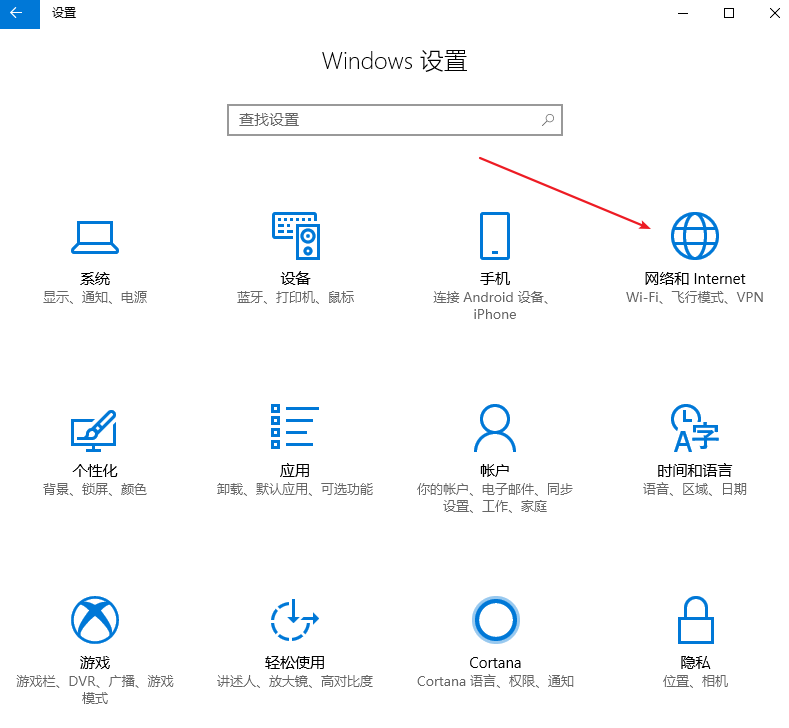 设置
Windows 设置
查找设置
系统
显示、通知、电源
设备
蓝牙、打印机、鼠标
手机
连接 Android 设备、
iPhone
网络和 Internet
Wi-Fi、飞行模式、VPN
个性化
背景、锁屏、颜色
应用
卸载、默认应用、可选功能
帐户
你的帐户、电子邮件、同步
设置、工作、家庭
A字
时间和语言
语音、区域、日期
游戏
游戏栏、DVR、广播、游戏
模式
轻松使用
讲述人、放大镜、高对比度
Cortana
Cortana 语言、权限、通知
隐私
位置、相机